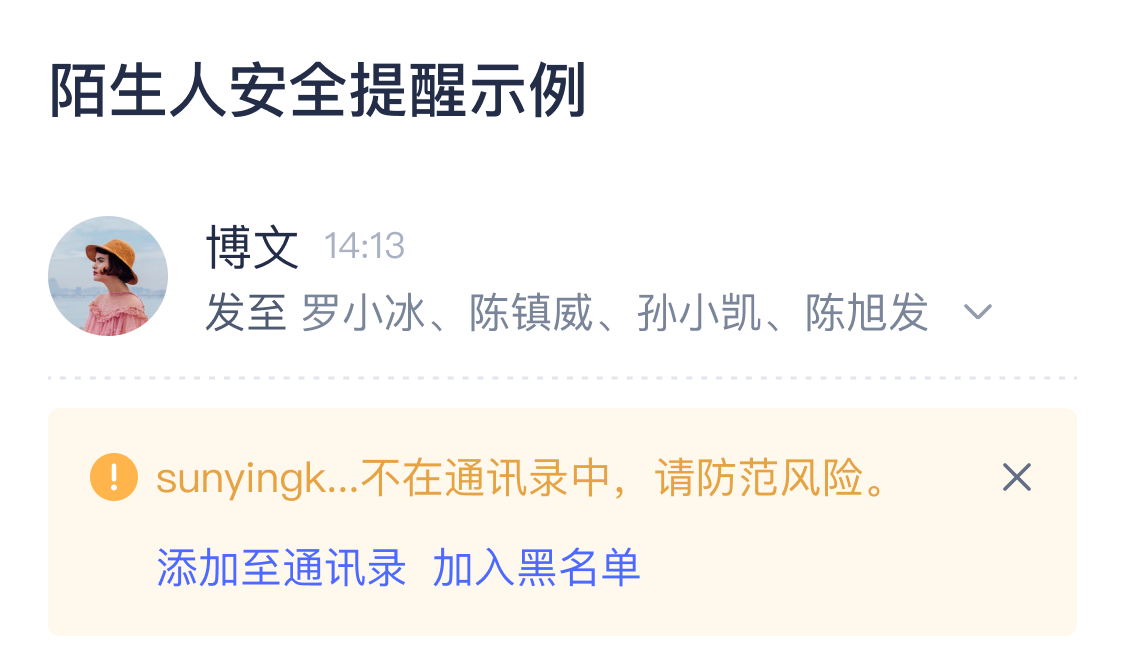 陌生人安全提醒示例
博文 14:13
发至 罗小冰、陈镇威、孙小凯、陈旭发
sunyingk...不在通讯录中，请防范风险。
添加至通讯录 加入黑名单